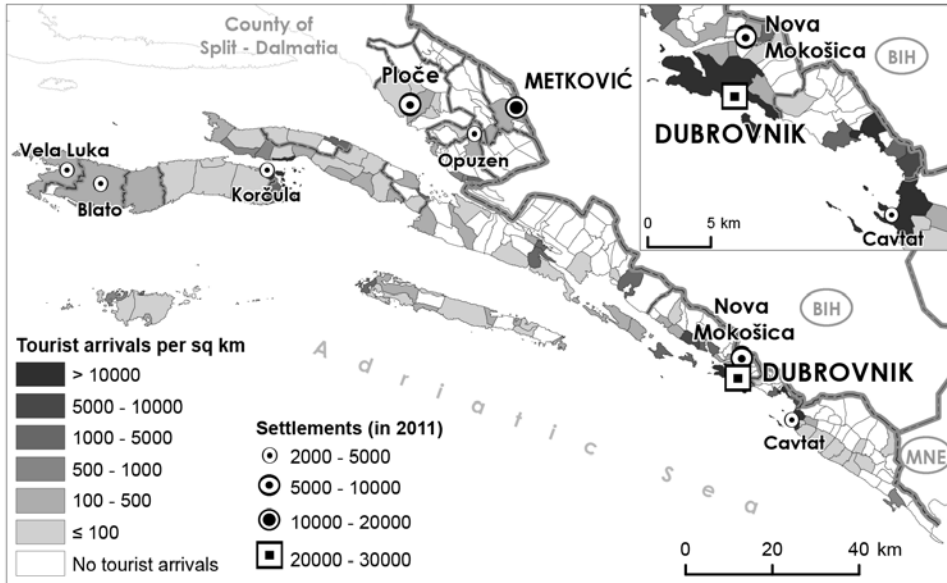 County of
Split - Dalmatia
Ploče
METKOVIĆ
Opuzen
Vela Luka
Blato
Korčula
Nova
Mokošica
BIH
DUBROVNIK
Cavtat
0 5 km
BIH
Nova
Mokošica
DUBROVNIK
Cavtat
MNE
Adriatic Sea
Tourist arrivals per sq km
> 10000
5000 - 10000
1000 - 5000
500 - 1000
100 - 500
≤ 100
No tourist arrivals
Settlements (in 2011)
2000 - 5000
5000 - 10000
10000 - 20000
20000 - 30000
0 20 40 km